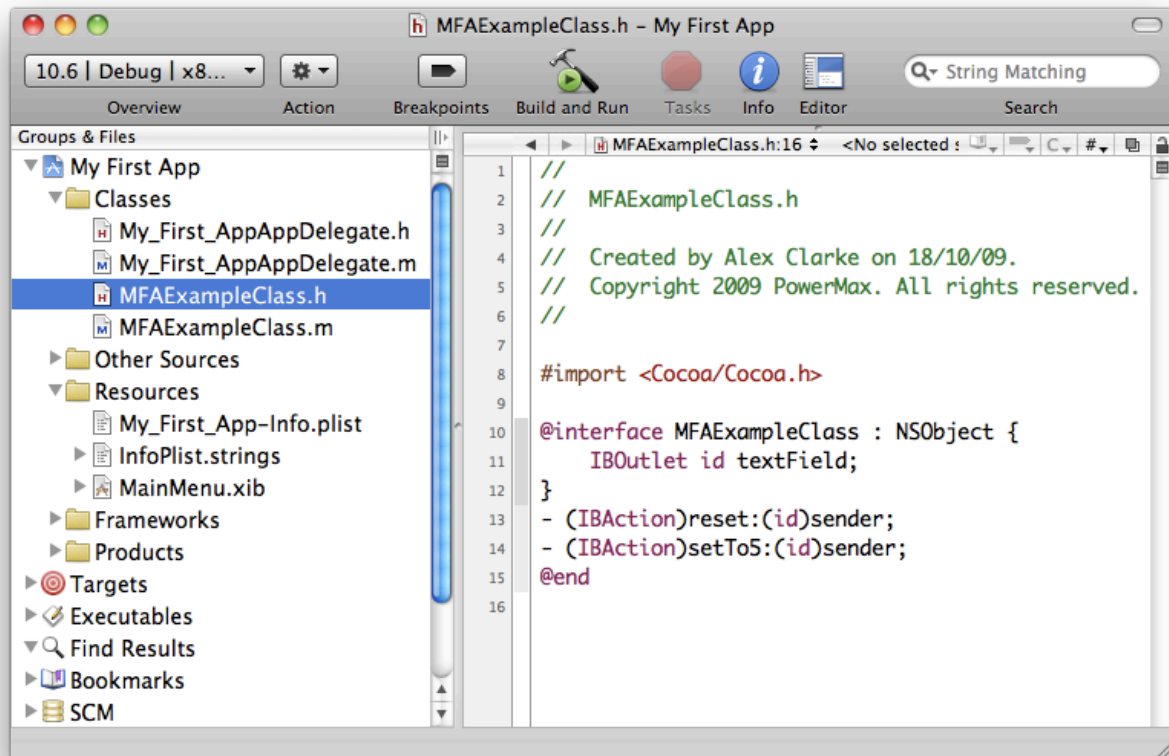 MFAExampleClass.h – My First App
10.6 | Debug | x8...
String Matching
Overview
Action
Breakpoints
Build and Run
Tasks
Info
Editor
Search
Groups & Files
My First App
Classes
My_First_AppAppDelegate.h
My_First_AppAppDelegate.m
MFAExampleClass.h
MFAExampleClass.m
Other Sources
Resources
My_First_App-Info.plist
InfoPlist.strings
MainMenu.xib
Frameworks
Products
Targets
Executables
Find Results
Bookmarks
SCM
MFAExampleClass.h:16 <No selected s C #
1 //
2 //  MFAExampleClass.h
3 //
4 //  Created by Alex Clarke on 18/10/09.
5 //  Copyright 2009 PowerMax. All rights reserved.
6 //
7
8 #import <Cocoa/Cocoa.h>
9
10 @interface MFAExampleClass : NSObject {
11     IBOutlet id textField;
12 }
13 - (IBAction)reset:(id)sender;
14 - (IBAction)setTo5:(id)sender;
15 @end
16